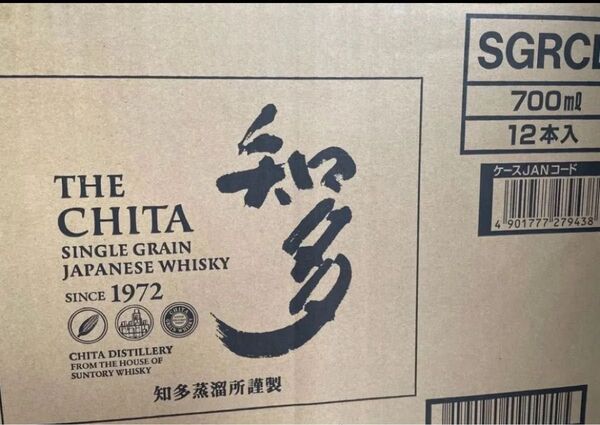 THE
CHITA
SINGLE GRAIN
JAPANESE WHISKY
SINCE 1972
CHITA
CHITA DISTILLERY
FROM THE HOUSE OF
SUNTORY WHISKY
知多
知多蒸溜所謹製
SGRCL
700ml
12本入
ケースJANコード
4 901777 279438